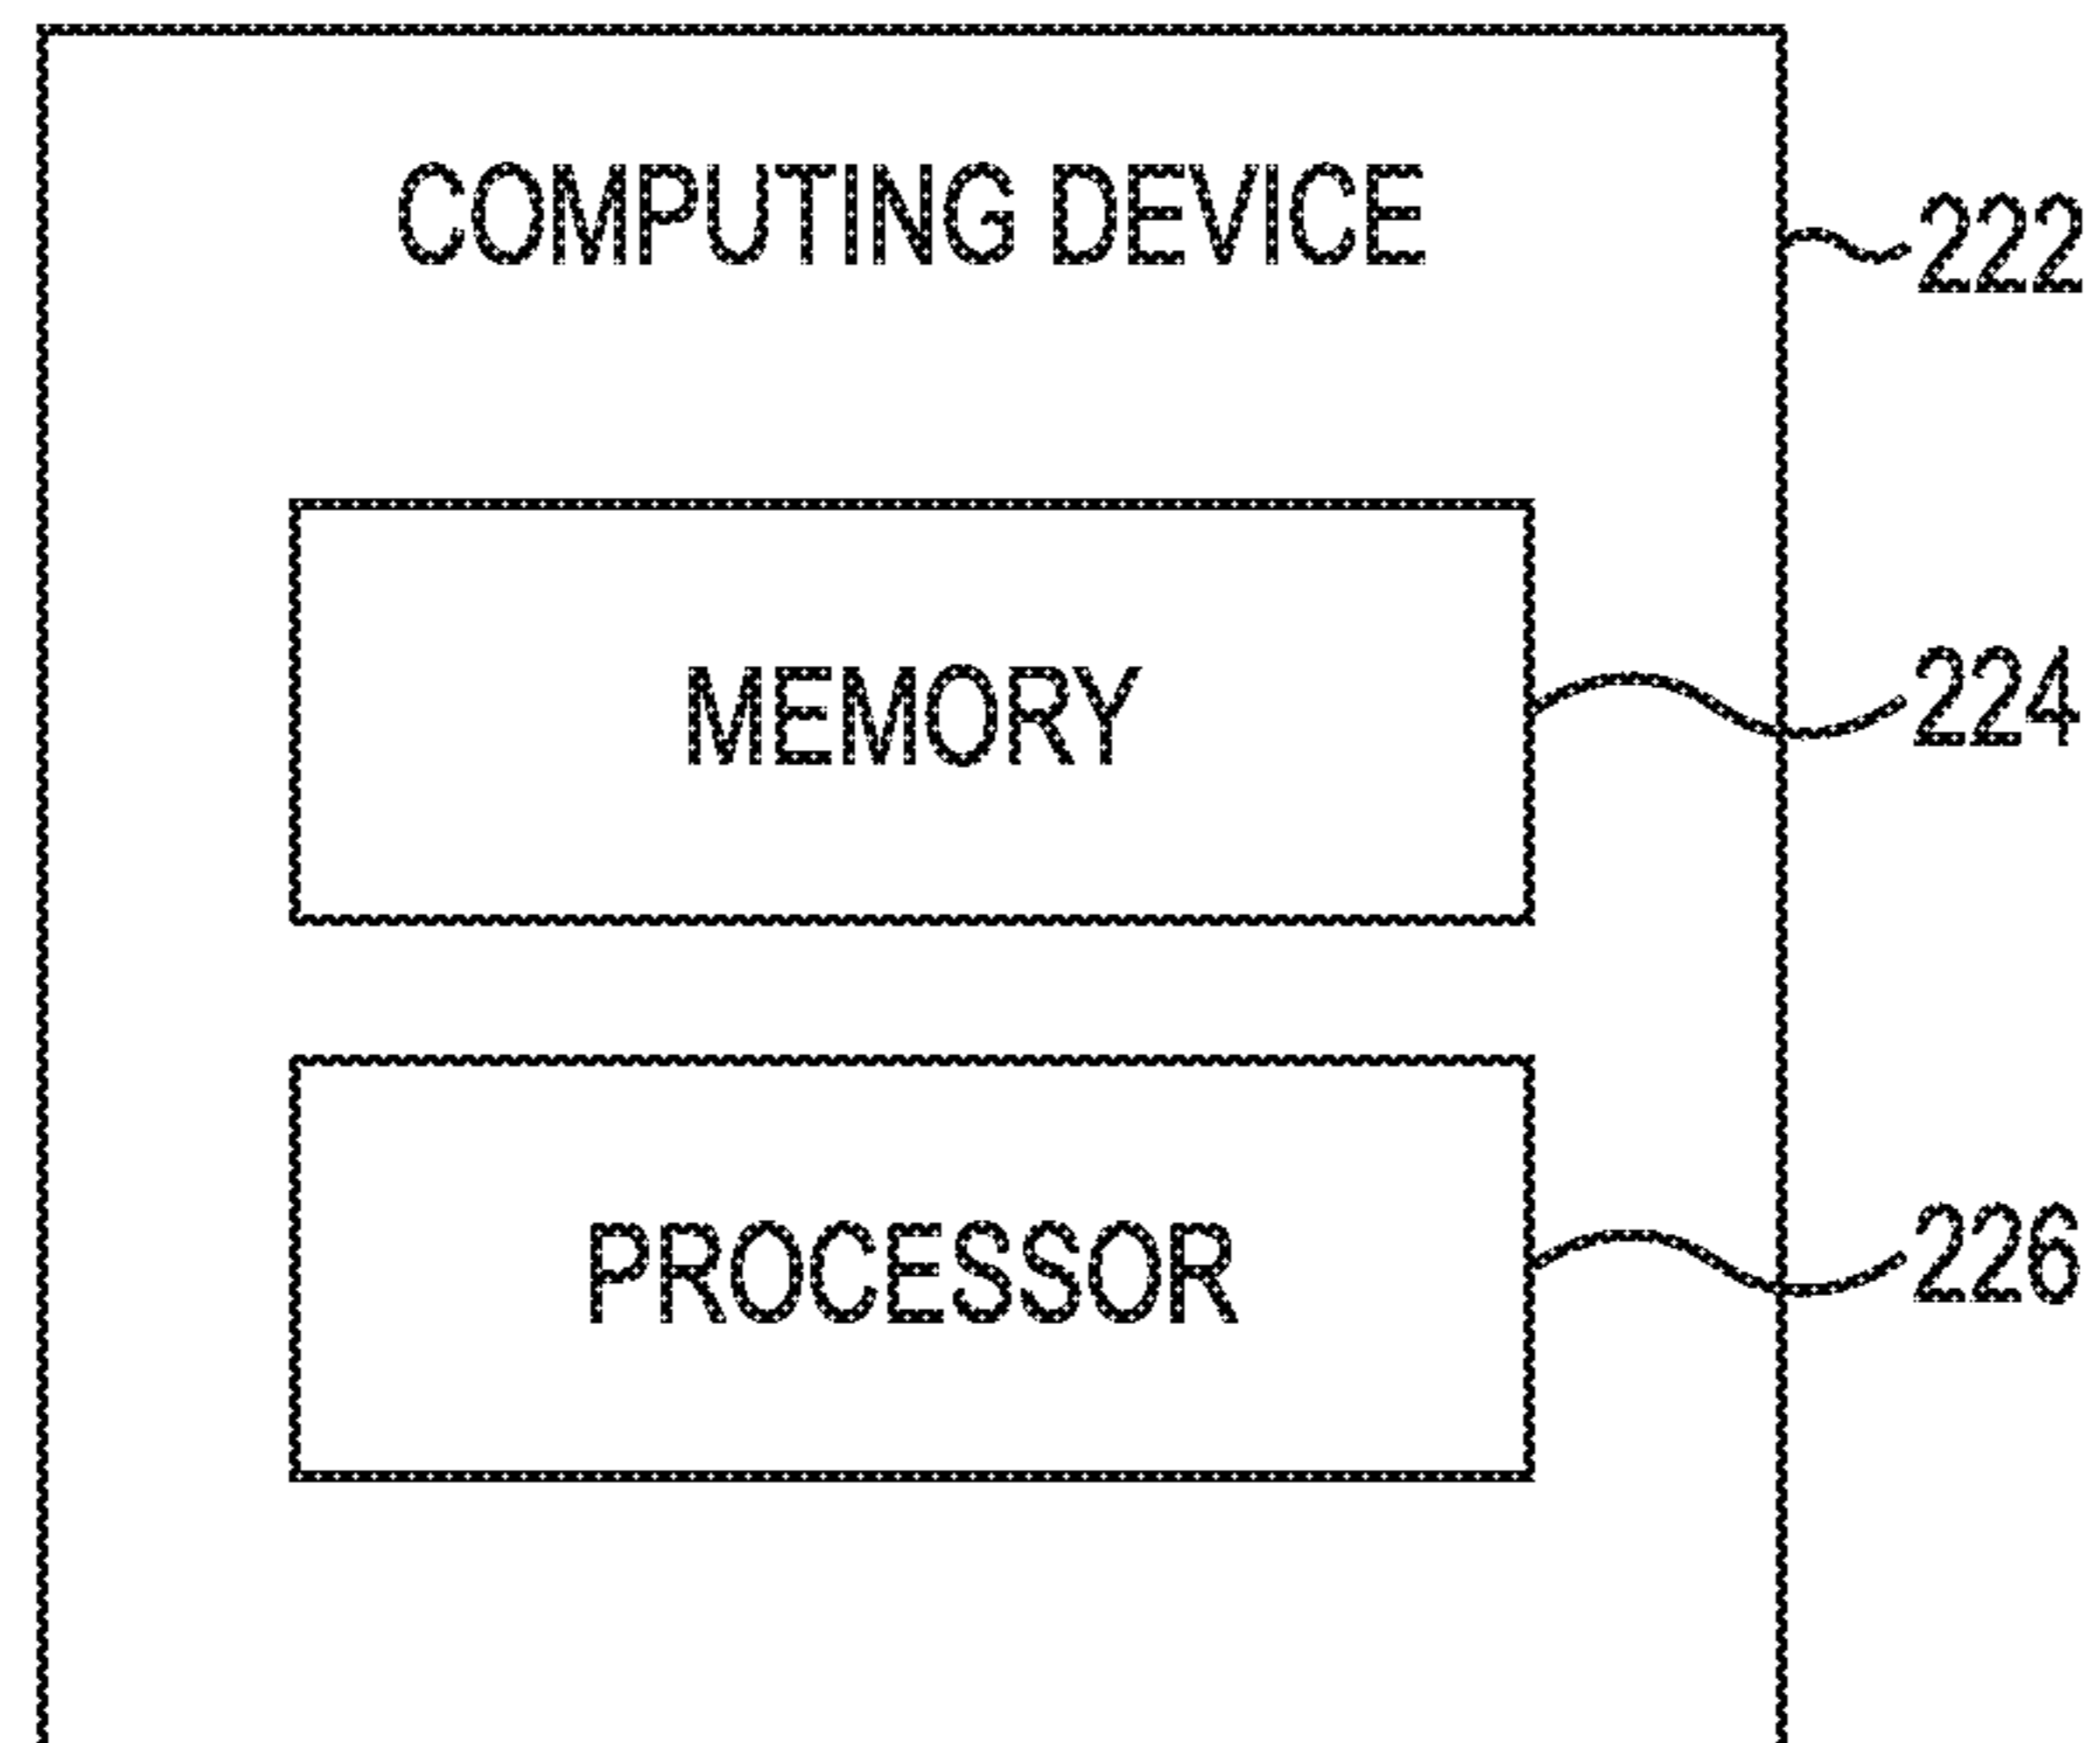 COMPUTING DEVICE
222
MEMORY
224
PROCESSOR
226